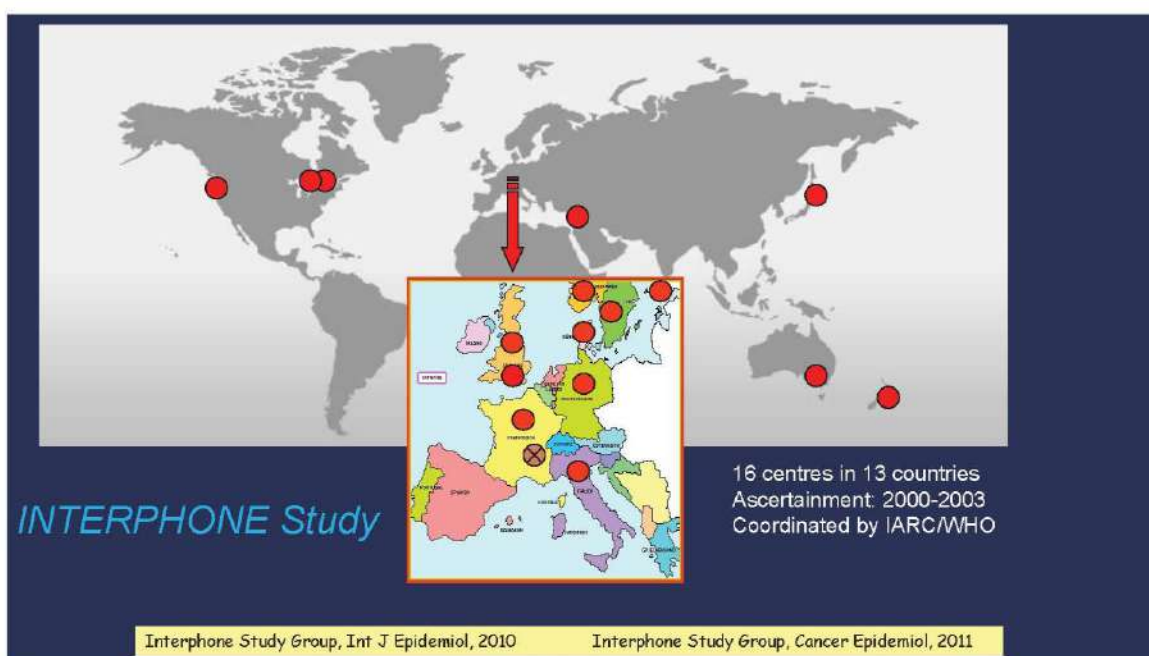 INTERPHONE Study
16 centres in 13 countries
Ascertainment: 2000-2003
Coordinated by IARC/WHO
Interphone Study Group, Int J Epidemiol, 2010
Interphone Study Group, Cancer Epidemiol, 2011